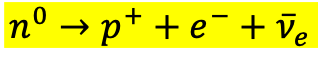 n⁰ → p⁺ + e⁻ + ν̄ₑ